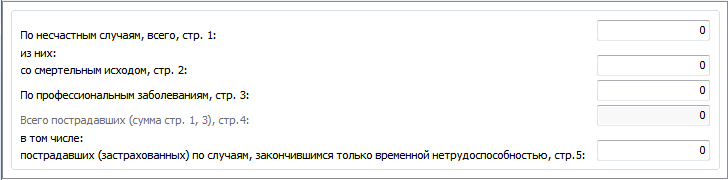 По несчастным случаям, всего, стр. 1: 0
из них:
со смертельным исходом, стр. 2: 0
По профессиональным заболеваниям, стр. 3: 0
Всего пострадавших (сумма стр. 1, 3), стр.4: 0
в том числе:
пострадавших (застрахованных) по случаям, закончившимся только временной нетрудоспособностью, стр.5: 0